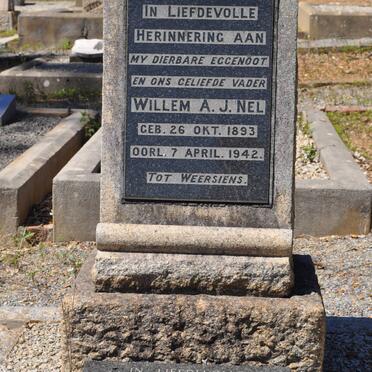 IN LIEFDEVOLLE
HERINNERING AAN
MY DIERBARE EGGENOOT
EN ONS GELIEFDE VADER
WILLEM A.J. NEL
GEB. 26 OKT. 1893
OORL. 7 APRIL. 1942.
TOT WEERSIENS.